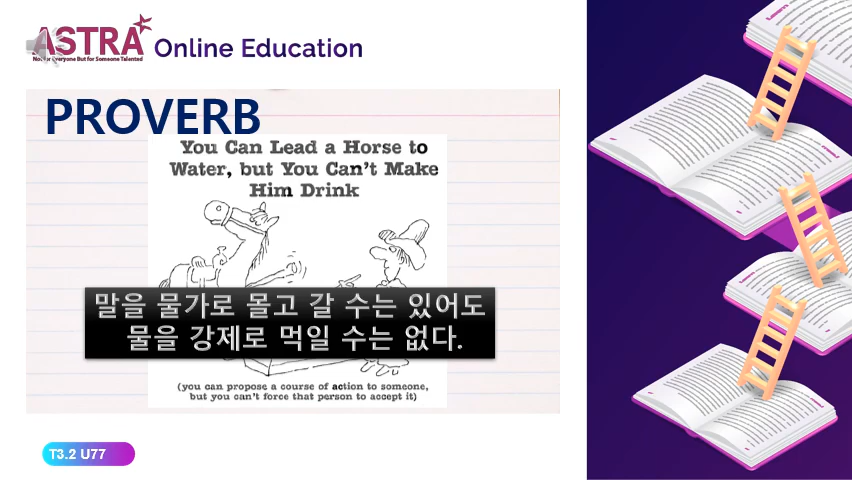 ASTRA
Not for Everyone But for Someone Talented
Online Education
PROVERB
You Can Lead a Horse to
Water, but You Can't Make
Him Drink
말을 물가로 몰고 갈 수는 있어도
물을 강제로 먹일 수는 없다.
(you can propose a course of action to someone,
but you can't force that person to accept it)
T3.2 U77